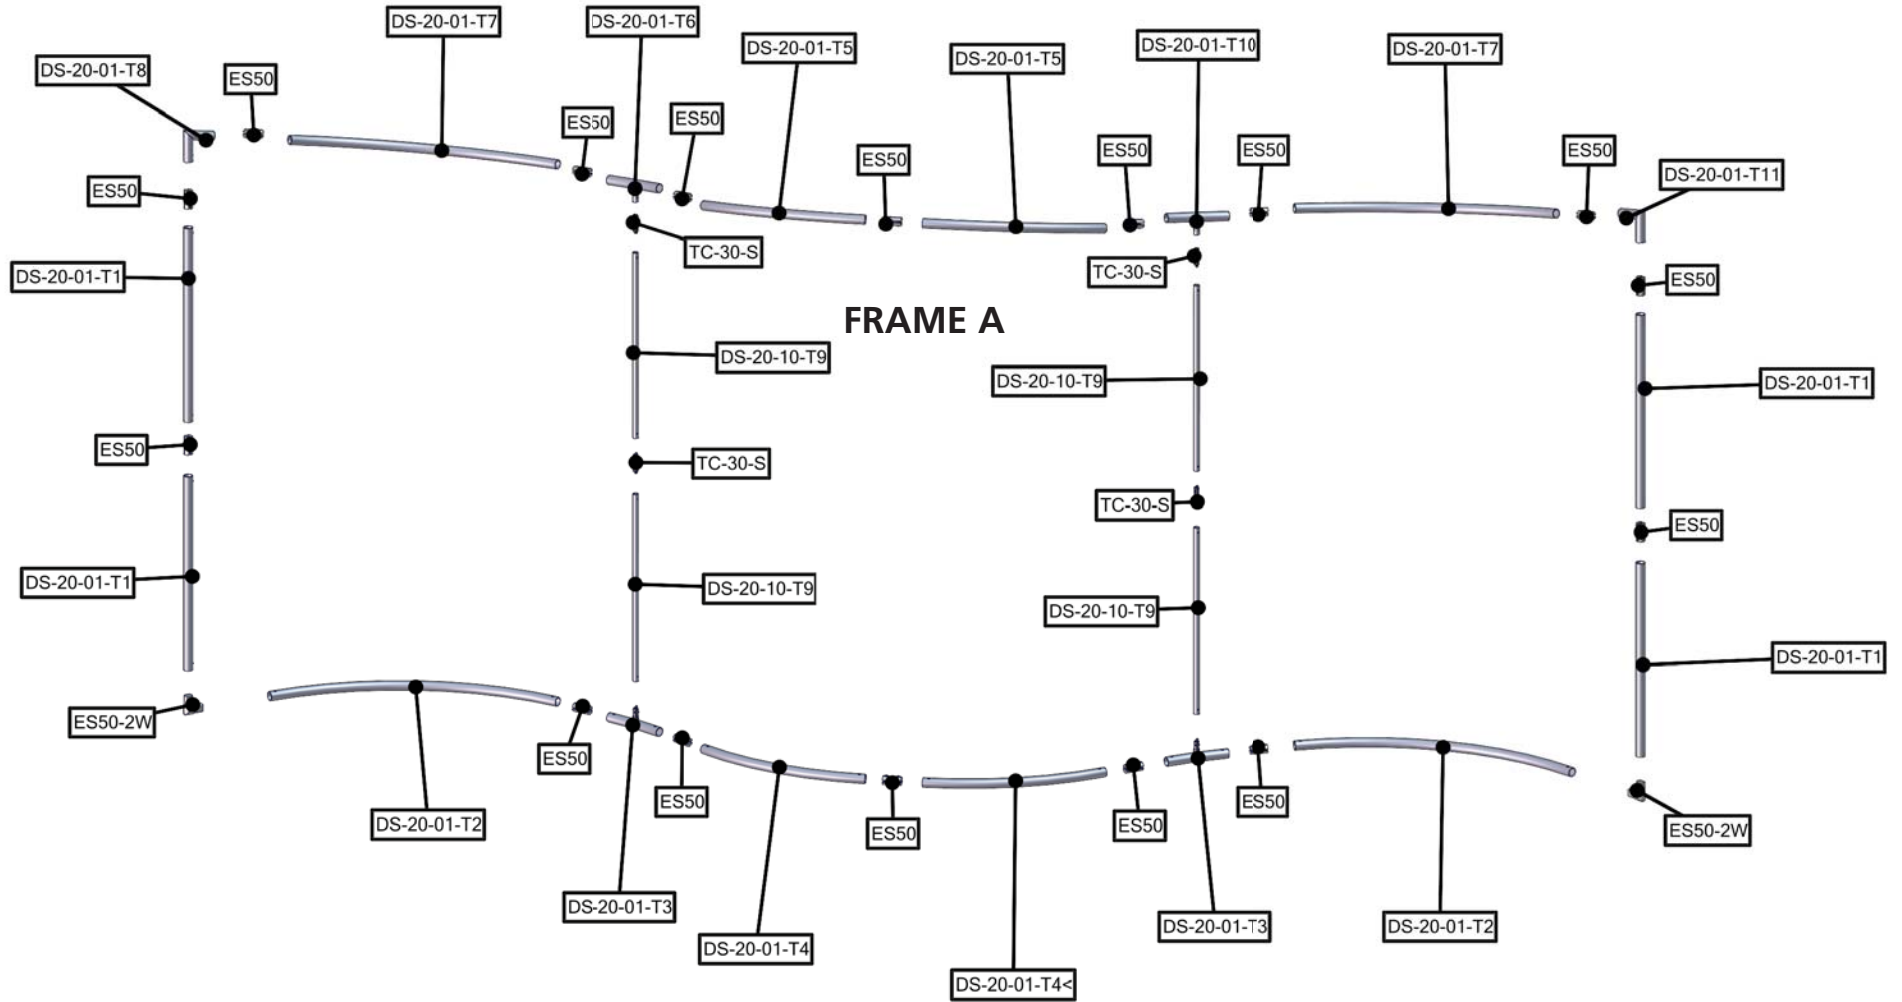 DS-20-01-T7
DS-20-01-T6
DS-20-01-T5
DS-20-01-T5
DS-20-01-T10
DS-20-01-T7
DS-20-01-T8
ES50
ES50
ES50
ES50
ES50
ES50
ES50
DS-20-01-T11
ES50
TC-30-S
TC-30-S
ES50
DS-20-01-T1
FRAME A
DS-20-10-T9
DS-20-10-T9
DS-20-01-T1
ES50
TC-30-S
TC-30-S
ES50
DS-20-01-T1
DS-20-10-T9
DS-20-10-T9
DS-20-01-T1
ES50-2W
ES50
ES50
ES50
ES50
ES50
ES50-2W
DS-20-01-T2
DS-20-01-T3
DS-20-01-T4
DS-20-01-T4<
DS-20-01-T3
DS-20-01-T2